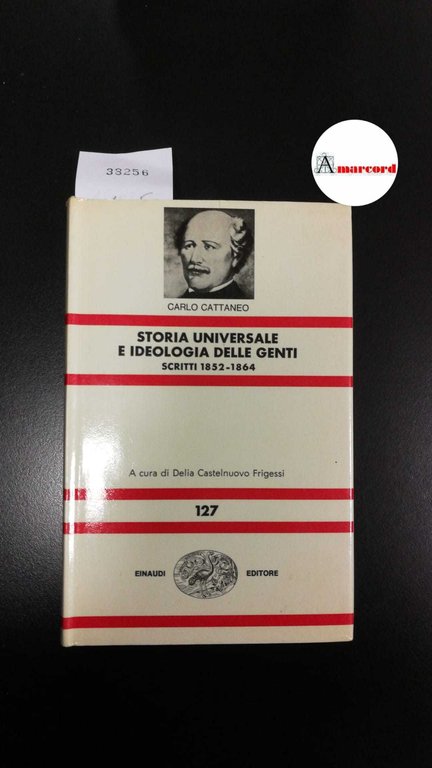 Amarcord
33256
CARLO CATTANEO
STORIA UNIVERSALE
E IDEOLOGIA DELLE GENTI
SCRITTI 1852-1864
A cura di Delia Castelnuovo Frigessi
127
EINAUDI EDITORE